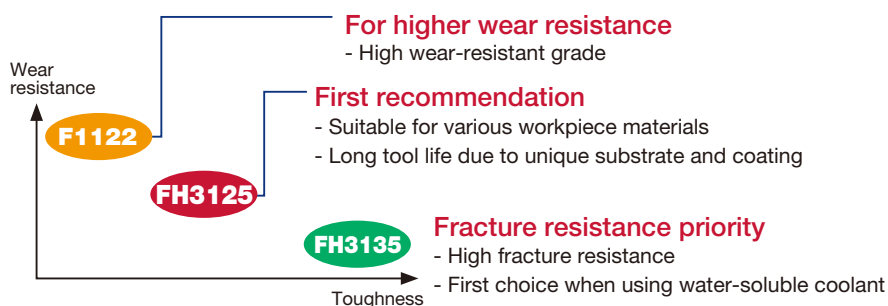 For higher wear resistance
- High wear-resistant grade
Wear
resistance
F1122
First recommendation
- Suitable for various workpiece materials
- Long tool life due to unique substrate and coating
FH3125
Fracture resistance priority
- High fracture resistance
- First choice when using water-soluble coolant
FH3135
Toughness